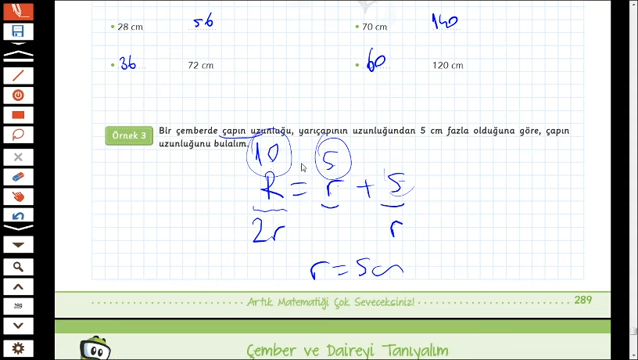 • 28 cm 56 • 70 cm 140
• 36 72 cm • 60 120 cm
Örnek 3 Bir çemberde çapın uzunluğu, yarıçapının uzunluğundan 5 cm fazla olduğuna göre, çapın
uzunluğunu bulalım.
10 5
R = r + 5
2r r
r = 5cm
Artık Matematiği Çok Seveceksiniz! 289
Çember ve Daireyi Tanıyalım
289